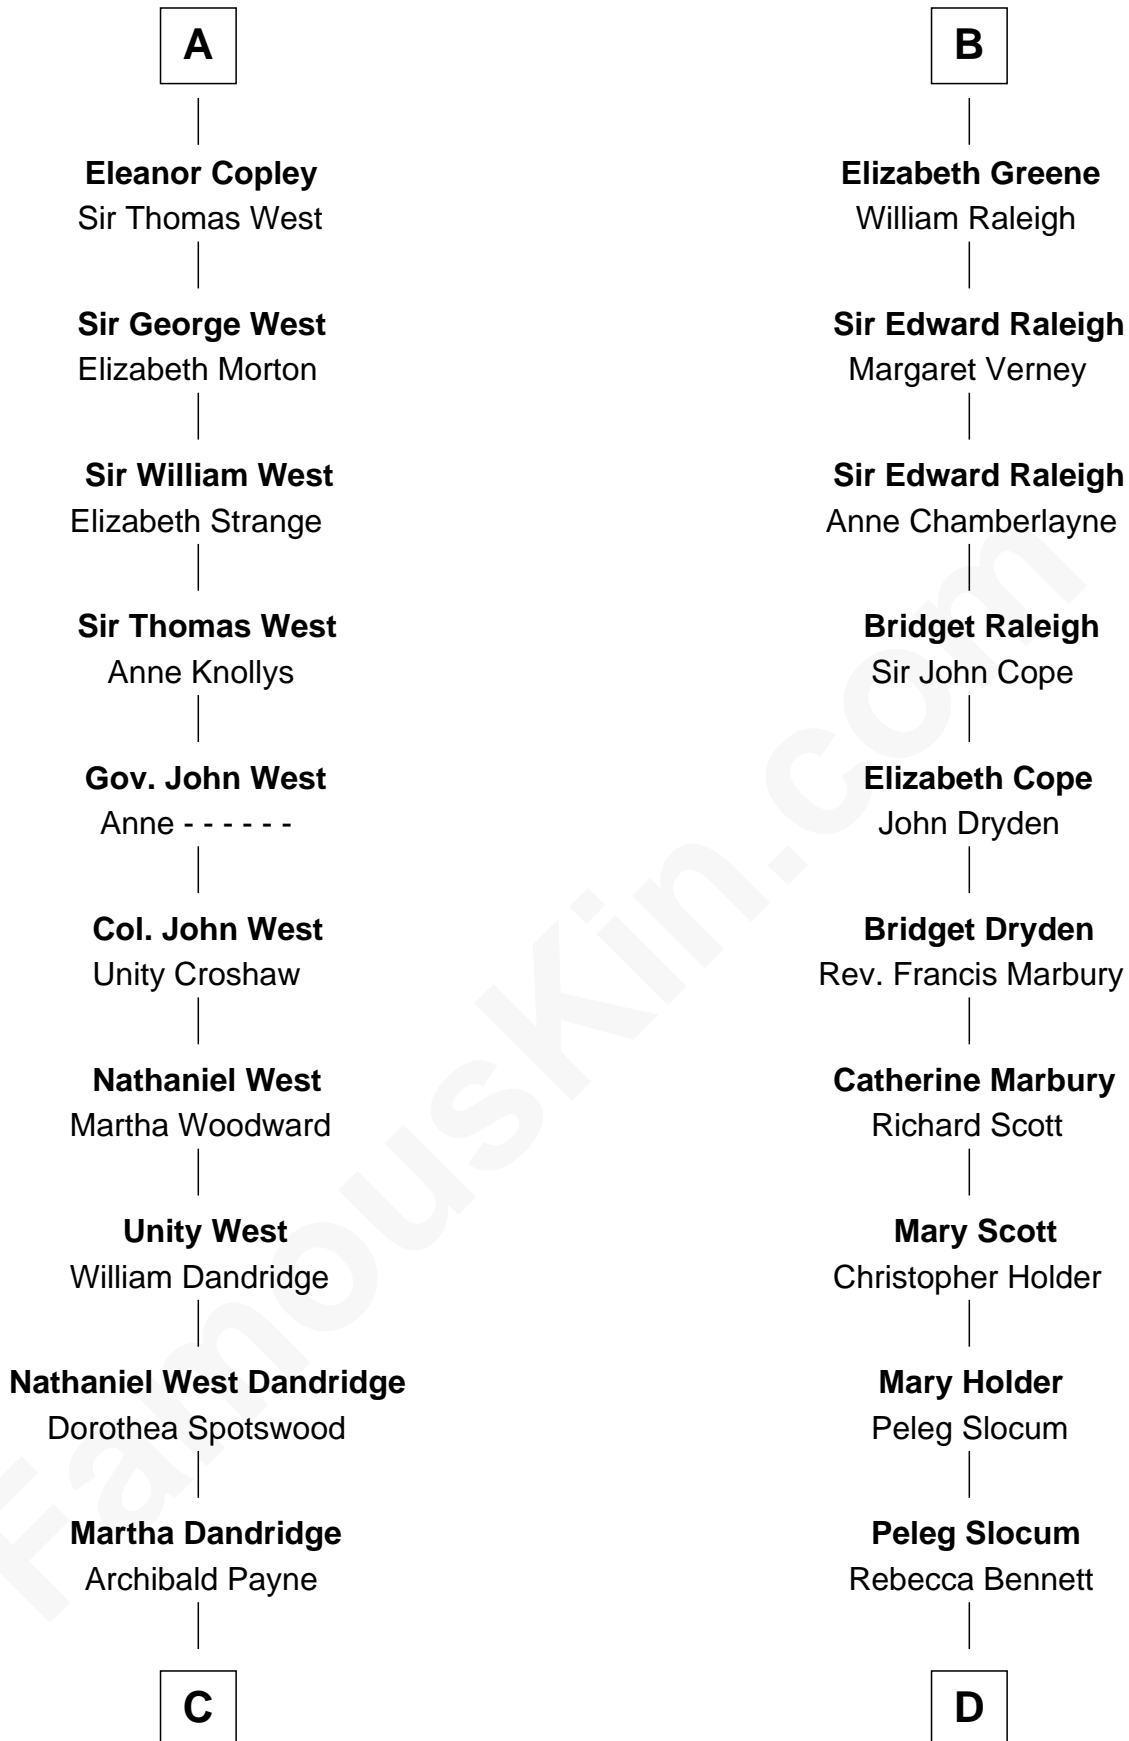 A
Eleanor Copley
Sir Thomas West
Sir George West
Elizabeth Morton
Sir William West
Elizabeth Strange
Sir Thomas West
Anne Knollys
Gov. John West
Anne - - - - - -
Col. John West
Unity Croshaw
Nathaniel West
Martha Woodward
Unity West
William Dandridge
Nathaniel West Dandridge
Dorothea Spotswood
Martha Dandridge
Archibald Payne
C
B
Elizabeth Greene
William Raleigh
Sir Edward Raleigh
Margaret Verney
Sir Edward Raleigh
Anne Chamberlayne
Bridget Raleigh
Sir John Cope
Elizabeth Cope
John Dryden
Bridget Dryden
Rev. Francis Marbury
Catherine Marbury
Richard Scott
Mary Scott
Christopher Holder
Mary Holder
Peleg Slocum
Peleg Slocum
Rebecca Bennett
D
FamousKin.com